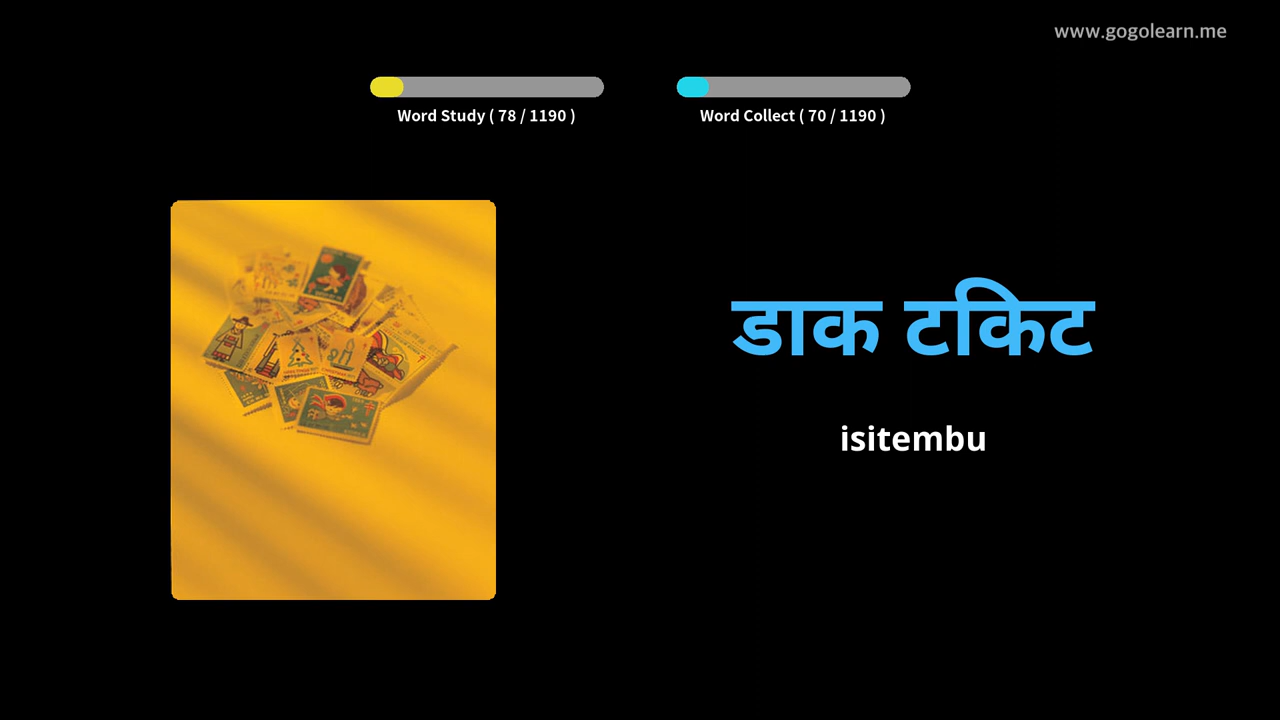 www.gogolearn.me
Word Study ( 78 / 1190 )
Word Collect ( 70 / 1190 )
डाक टकिट
isitembu